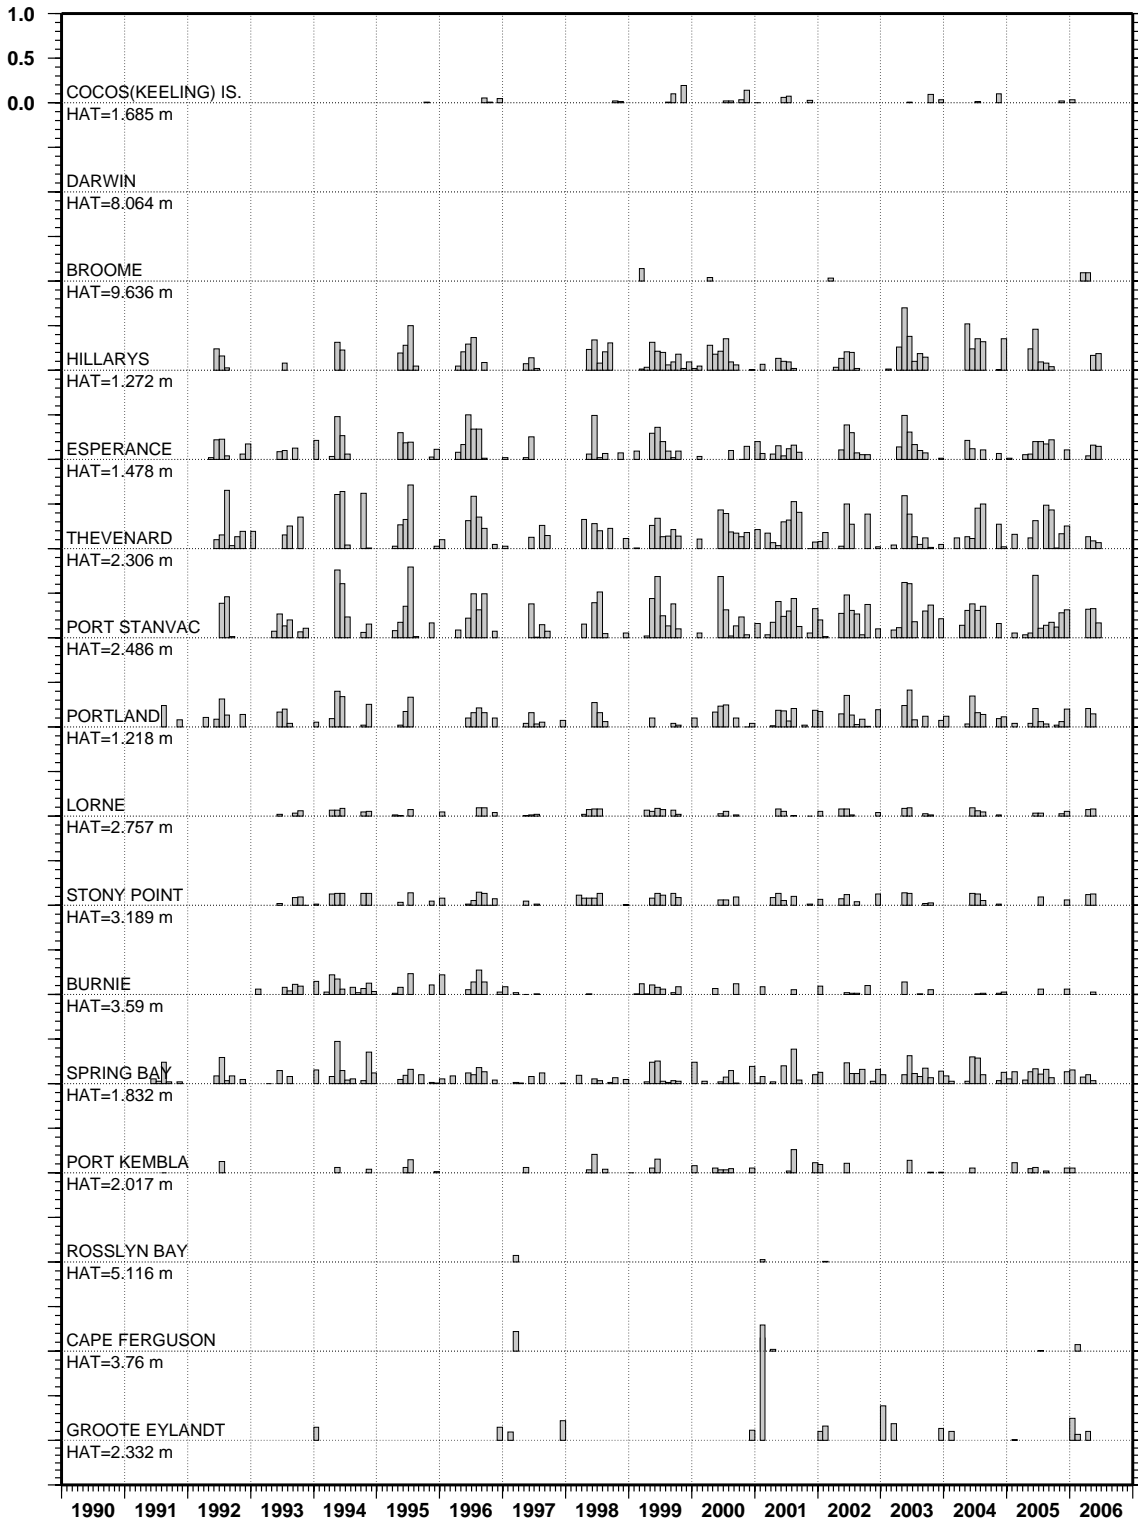 1.0
0.5
0.0
COCOS(KEELING) IS.
HAT=1.685 m
DARWIN
HAT=8.064 m
BROOME
HAT=9.636 m
HILLARYS
HAT=1.272 m
ESPERANCE
HAT=1.478 m
THEVENARD
HAT=2.306 m
PORT STANVAC
HAT=2.486 m
PORTLAND
HAT=1.218 m
LORNE
HAT=2.757 m
STONY POINT
HAT=3.189 m
BURNIE
HAT=3.59 m
SPRING BAY
HAT=1.832 m
PORT KEMBLA
HAT=2.017 m
ROSSLYN BAY
HAT=5.116 m
CAPE FERGUSON
HAT=3.76 m
GROOTE EYLANDT
HAT=2.332 m
1990 1991 1992 1993 1994 1995 1996 1997 1998 1999 2000 2001 2002 2003 2004 2005 2006